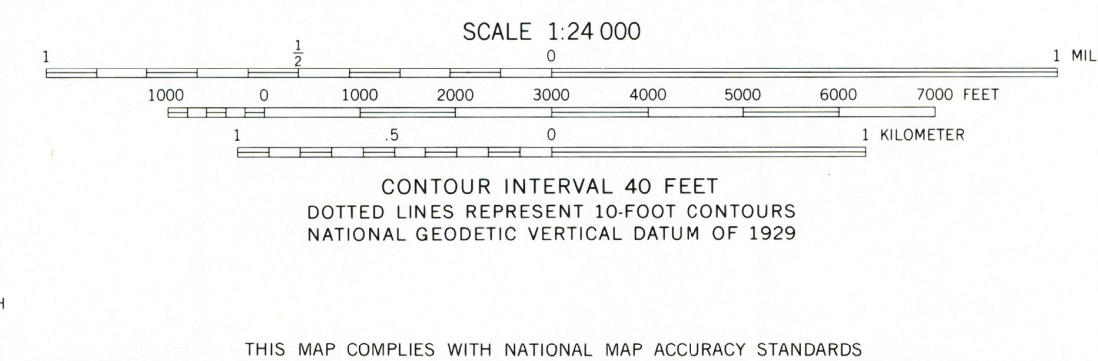 SCALE 1:24 000
1 ½ 0 1 MIL
1000 0 1000 2000 3000 4000 5000 6000 7000 FEET
1 .5 0 1 KILOMETER
CONTOUR INTERVAL 40 FEET
DOTTED LINES REPRESENT 10-FOOT CONTOURS
NATIONAL GEODETIC VERTICAL DATUM OF 1929
H
THIS MAP COMPLIES WITH NATIONAL MAP ACCURACY STANDARDS